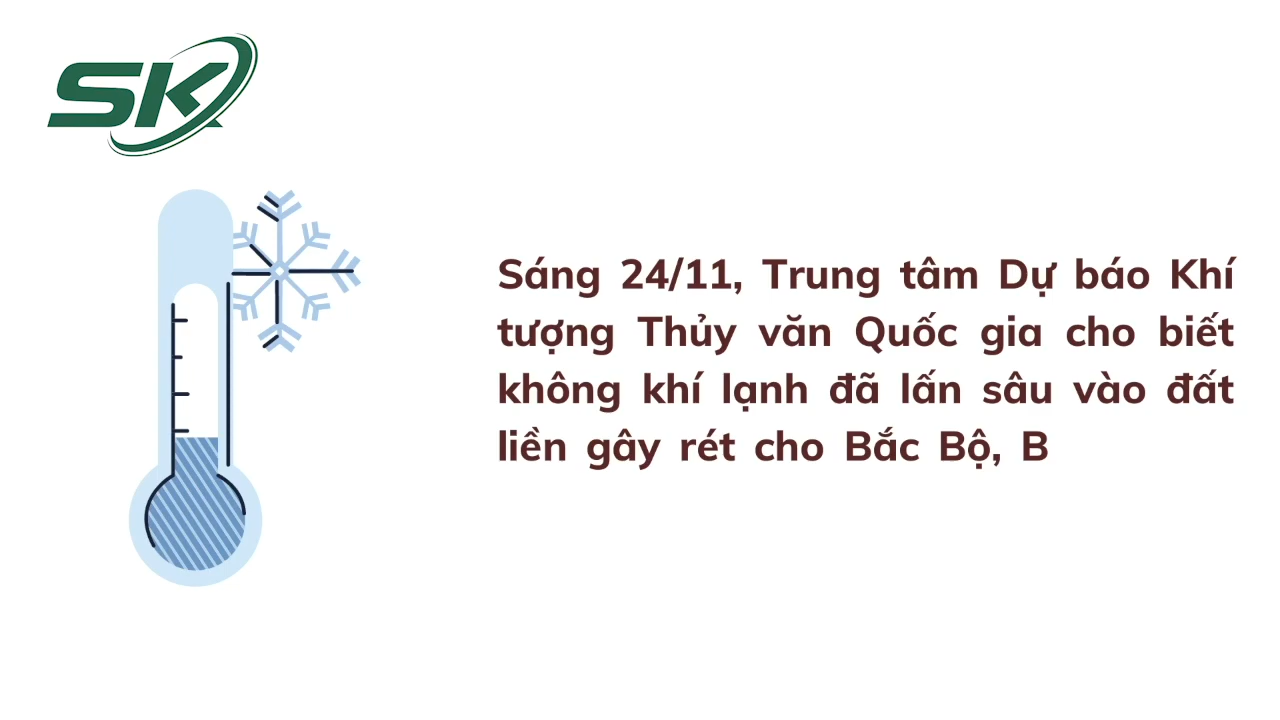 SK
Sáng 24/11, Trung tâm Dự báo Khí
tượng Thủy văn Quốc gia cho biết
không khí lạnh đã lấn sâu vào đất
liền gây rét cho Bắc Bộ, B